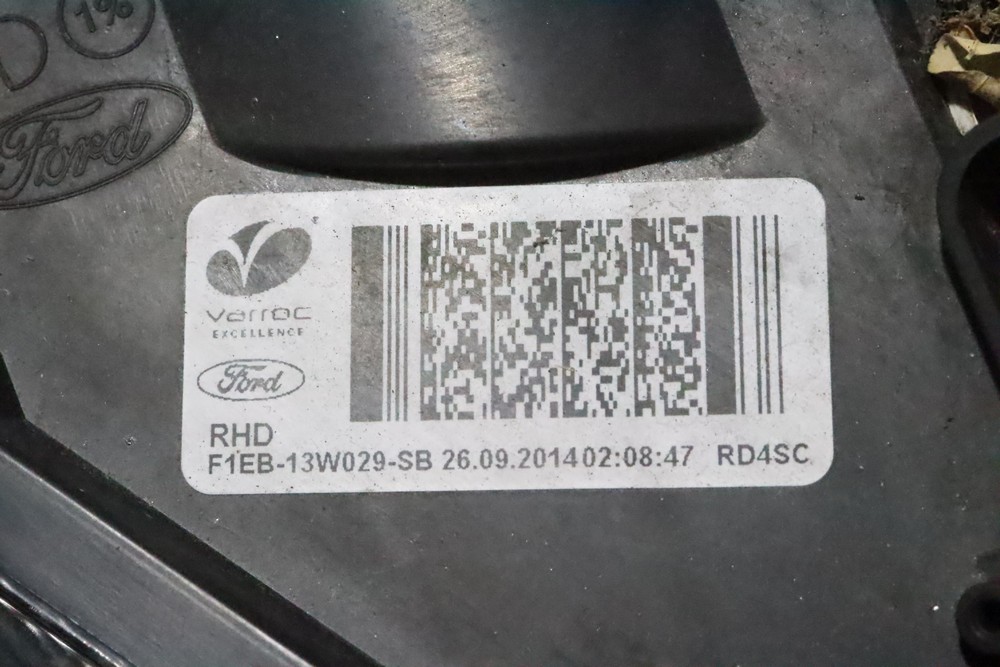 D
1%
Ford
varroc
EXCELLENCE
Ford
RHD
F1EB-13W029-SB 26.09.2014 02:08:47 RD4SC